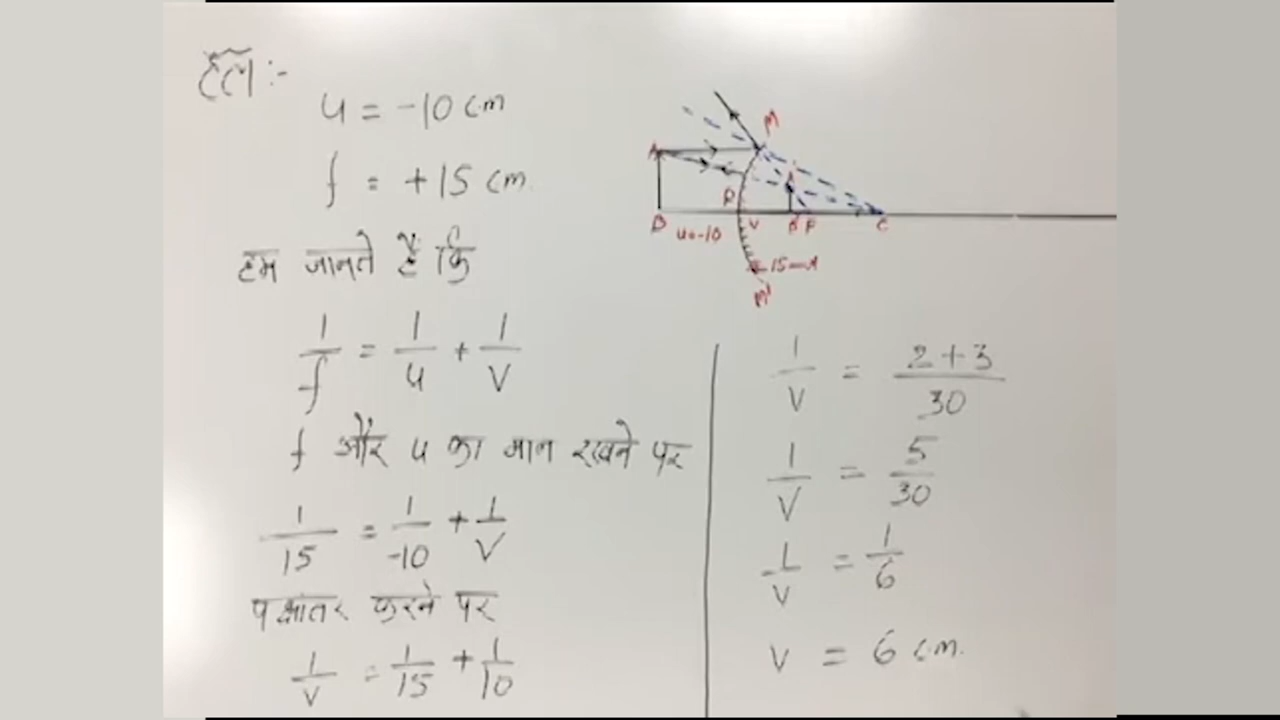 हल :-
u = -10 cm
f = +15 cm.
हम जानते हैं कि
1/f = 1/u + 1/v
f और u का मान रखने पर
1/15 = 1/-10 + 1/v
पक्षांतर करने पर
1/v = 1/15 + 1/10
A M
A
P
B u=-10 V B F C
15
M'
1/v = 2+3/30
1/v = 5/30
1/v = 1/6
v = 6 cm.